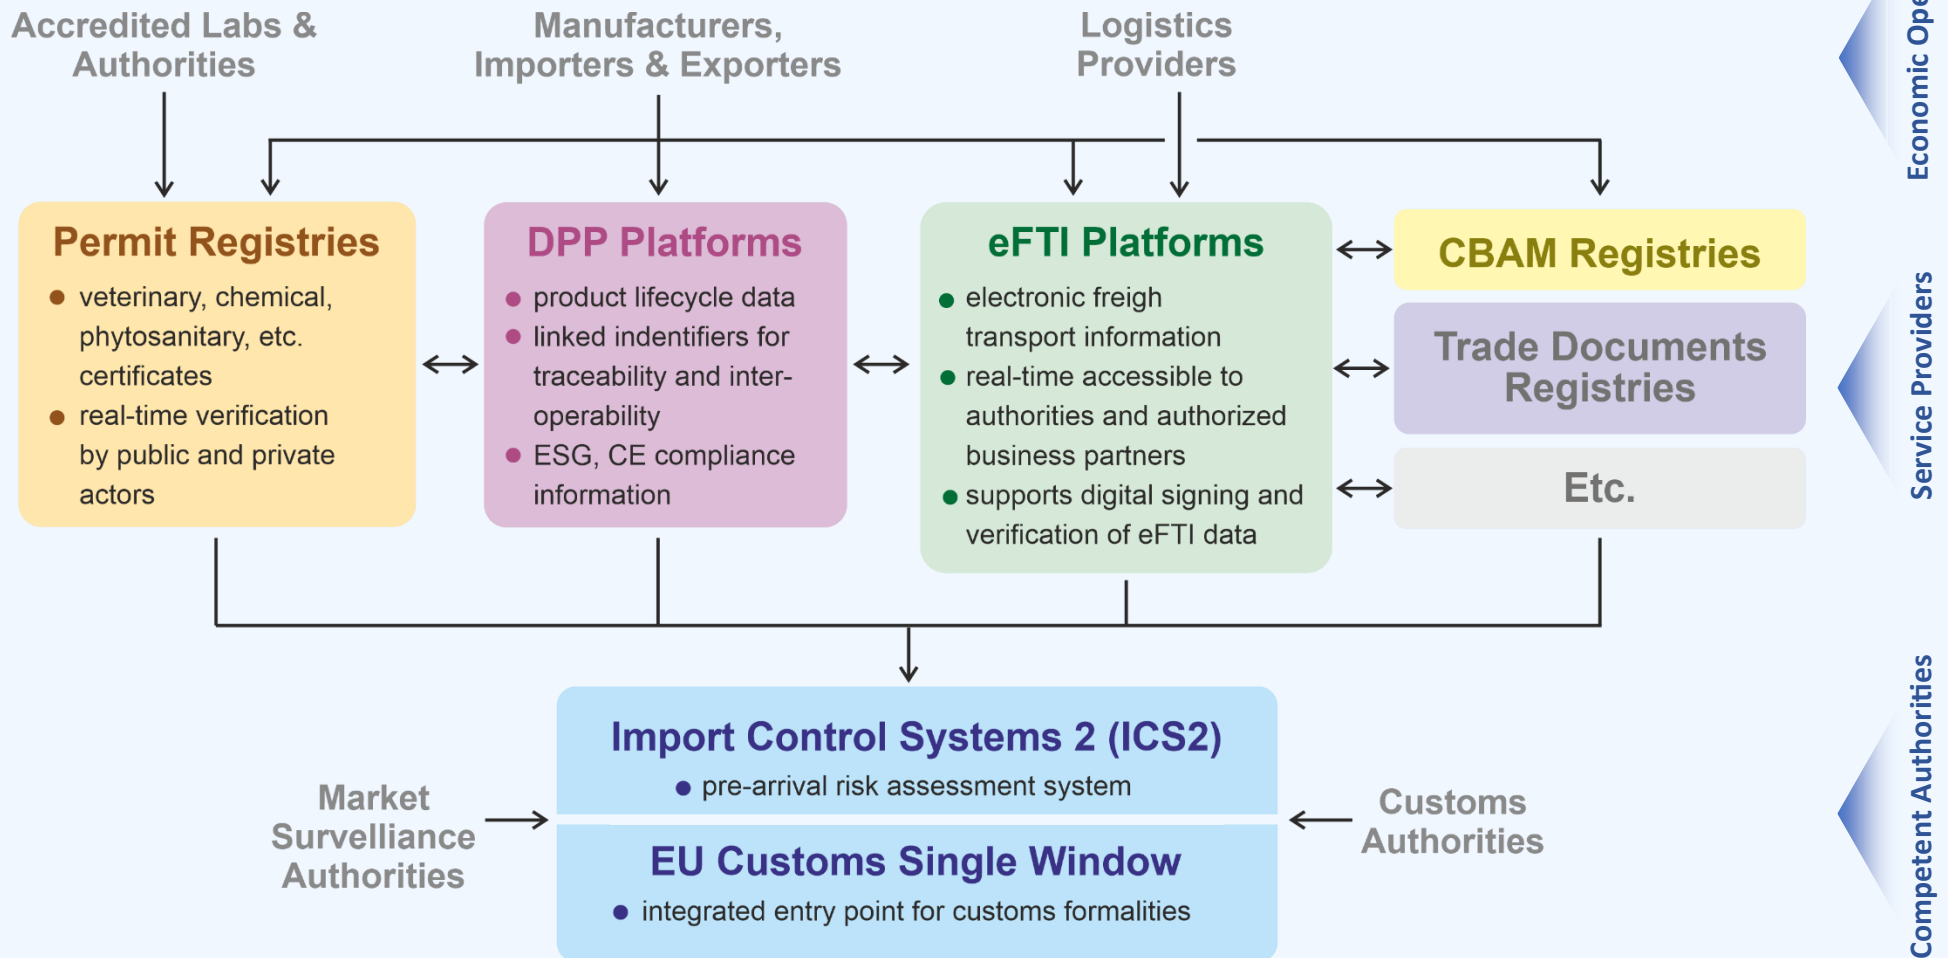 Accredited Labs &
Authorities
Manufacturers,
Importers & Exporters
Logistics
Providers
Economic Ope
Permit Registries
veterinary, chemical,
phytosanitary, etc.
certificates
real-time verification
by public and private
actors
DPP Platforms
product lifecycle data
linked indentifiers for
traceability and inter-
operability
ESG, CE compliance
information
eFTI Platforms
electronic freigh
transport information
real-time accessible to
authorities and authorized
business partners
supports digital signing and
verification of eFTI data
CBAM Registries
Trade Documents
Registries
Etc.
Service Providers
Import Control Systems 2 (ICS2)
pre-arrival risk assessment system
EU Customs Single Window
integrated entry point for customs formalities
Market
Survelliance
Authorities
Customs
Authorities
Competent Authorities